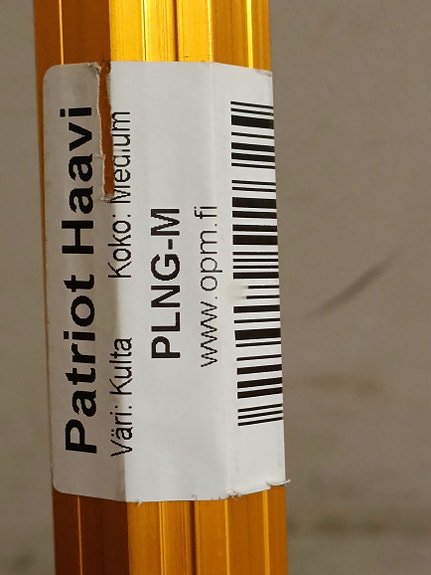 Patriot Haavi
Väri: Kulta Koko: Medium
PLNG-M
www.opm.fi